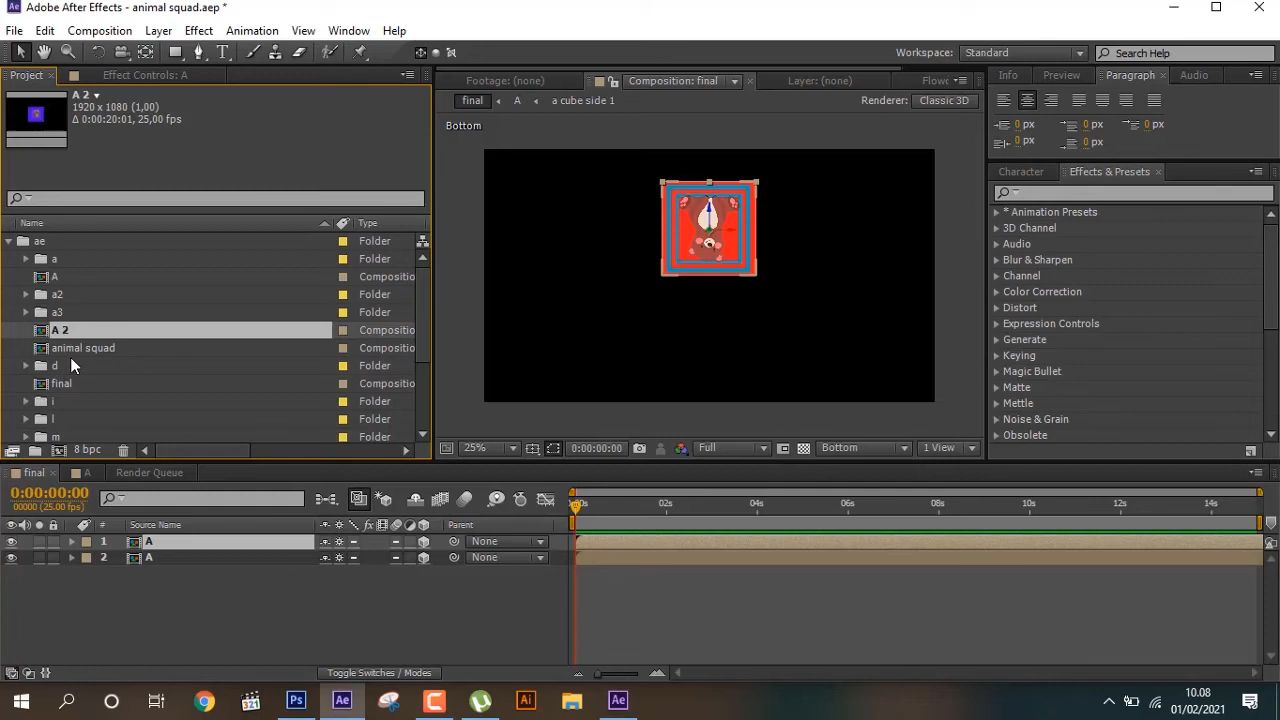 Adobe After Effects - animal squad.aep *
File Edit Composition Layer Effect Animation View Window Help
Workspace: Standard Search Help
Project Effect Controls: A
Footage: (none) Composition: final Layer: (none) Flowc
Info Preview Paragraph Audio
A 2
1920 x 1080 (1,00)
Δ 0:00:20:01, 25,00 fps
final A a cube side 1
Renderer: Classic 3D
0 px 0 px 0 px
0 px 0 px
Bottom
Character Effects & Presets
Name Type
ae Folder
a Folder
A Compositio
a2 Folder
a3 Folder
A 2 Compositio
animal squad Compositio
d Folder
final Compositio
i Folder
l Folder
m Folder
* Animation Presets
3D Channel
Audio
Blur & Sharpen
Channel
Color Correction
Distort
Expression Controls
Generate
Keying
Magic Bullet
Matte
Mettle
Noise & Grain
Obsolete
8 bpc
25% 0:00:00:00 Full Bottom 1 View
final A Render Queue
0:00:00:00
00000 (25.00 fps)
02s 04s 06s 08s 10s 12s 14s
# Source Name fx Parent
1 A None
2 A None
Toggle Switches / Modes
321 Ps Ae Ai Ae
10.08
01/02/2021